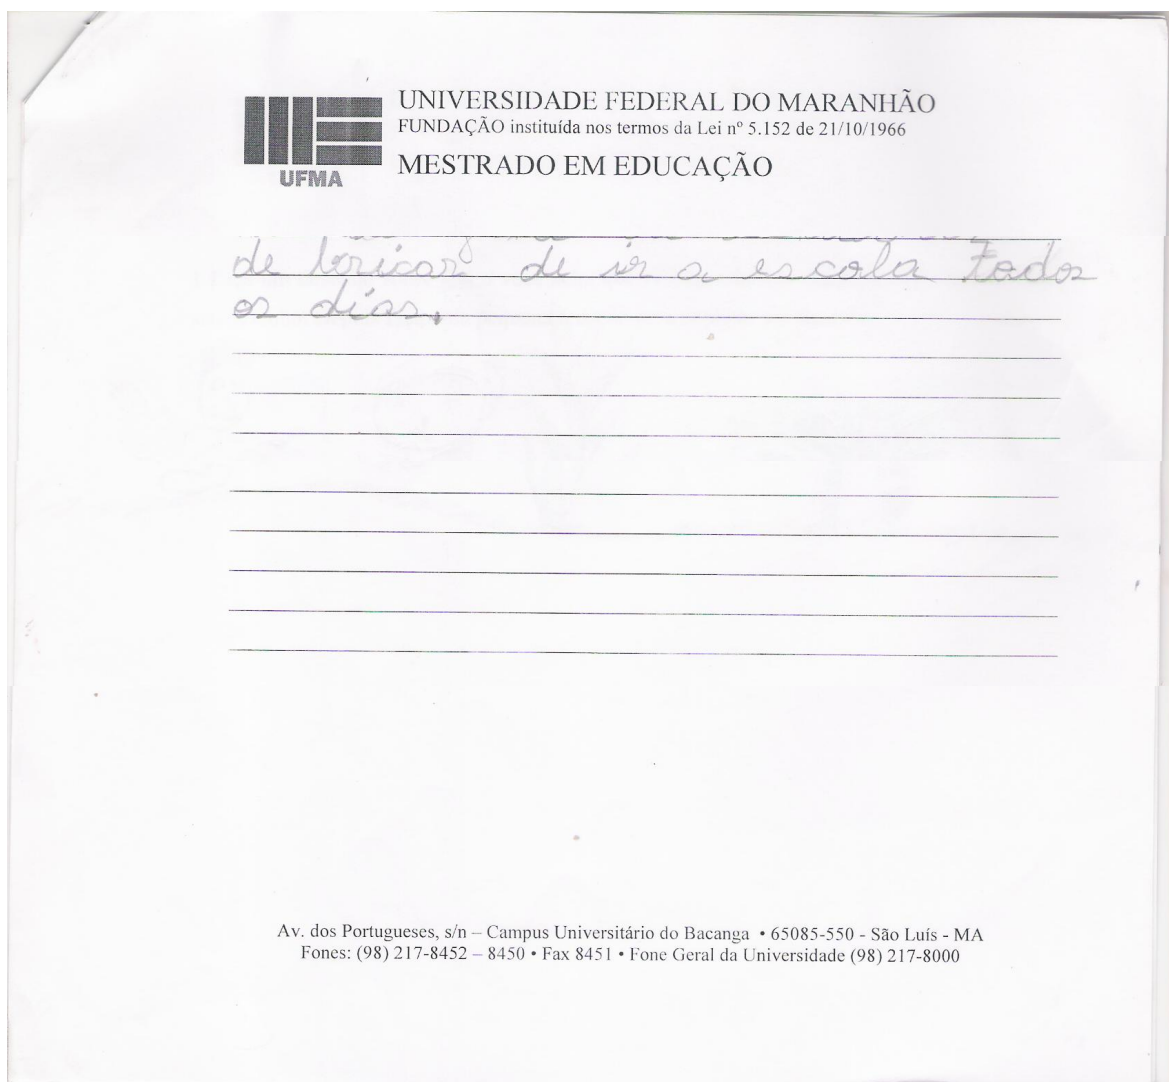 UNIVERSIDADE FEDERAL DO MARANHÃO
FUNDAÇÃO instituída nos termos da Lei nº 5.152 de 21/10/1966
MESTRADO EM EDUCAÇÃO
UFMA
de bricar de ir a escola todos
os días.
Av. dos Portugueses, s/n – Campus Universitário do Bacanga • 65085-550 - São Luís - MA
Fones: (98) 217-8452 – 8450 • Fax 8451 • Fone Geral da Universidade (98) 217-8000